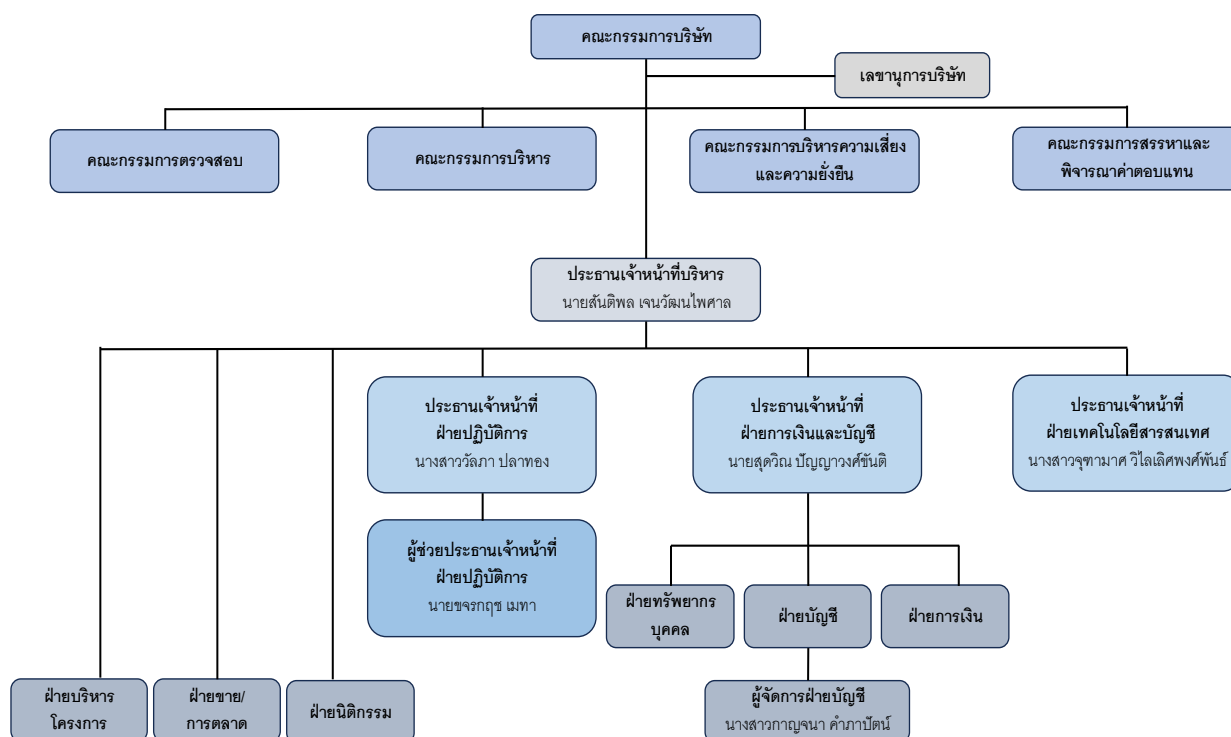 คณะกรรมการบริษัท
เลขานุการบริษัท
คณะกรรมการตรวจสอบ
คณะกรรมการบริหาร
คณะกรรมการบริหารความเสี่ยง
และความยั่งยืน
คณะกรรมการสรรหาและ
พิจารณาค่าตอบแทน
ประธานเจ้าหน้าที่บริหาร
นายสันติพล เจนวัฒนไพศาล
ประธานเจ้าหน้าที่
ฝ่ายปฏิบัติการ
นางสาววัลภา ปลาทอง
ประธานเจ้าหน้าที่
ฝ่ายการเงินและบัญชี
นายสุดวิณ ปัญญาวงศ์ขันติ
ประธานเจ้าหน้าที่
ฝ่ายเทคโนโลยีสารสนเทศ
นางสาวจุฑามาศ วิไลเลิศพงศ์พันธ์
ผู้ช่วยประธานเจ้าหน้าที่
ฝ่ายปฏิบัติการ
นายขจรกฤช เมทา
ฝ่ายทรัพยากร
บุคคล
ฝ่ายบัญชี
ฝ่ายการเงิน
ฝ่ายบริหาร
โครงการ
ฝ่ายขาย/
การตลาด
ฝ่ายนิติกรรม
ผู้จัดการฝ่ายบัญชี
นางสาวกาญจนา คำภาปัตน์